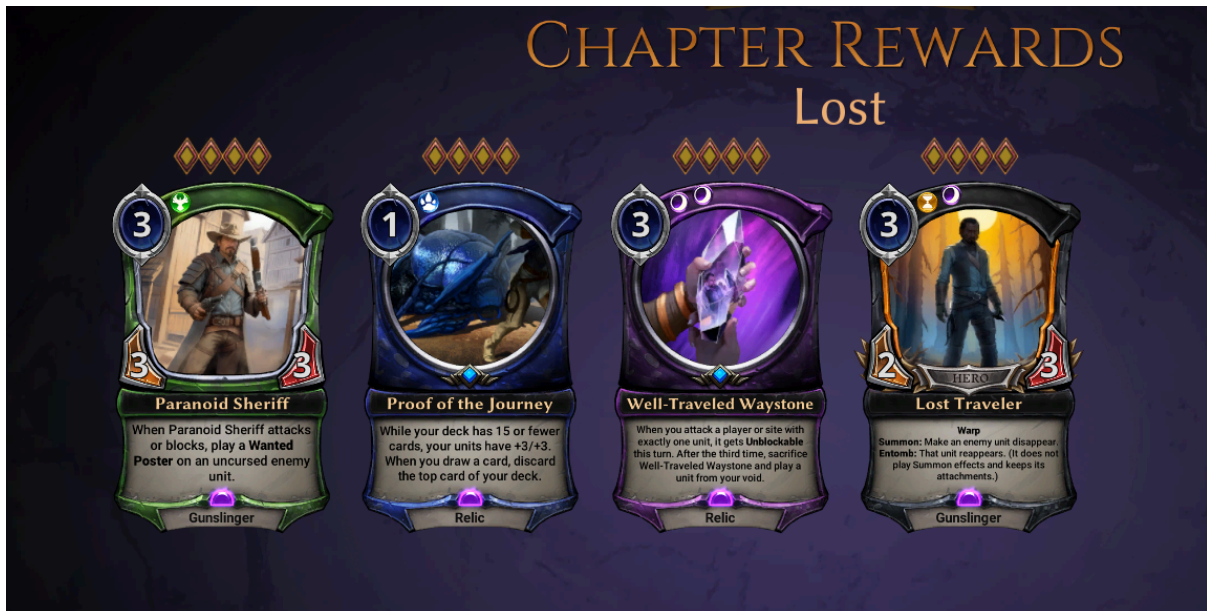 CHAPTER REWARDS
Lost
3
3
3
Paranoid Sheriff
When Paranoid Sheriff attacks
or blocks, play a Wanted
Poster on an uncursed enemy
unit.
Gunslinger
1
Proof of the Journey
While your deck has 15 or fewer
cards, your units have +3/+3.
When you draw a card, discard
the top card of your deck.
Relic
3
Well-Traveled Waystone
When you attack a player or site with
exactly one unit, it gets Unblockable
this turn. After the third time, sacrifice
Well-Traveled Waystone and play a
unit from your void.
Relic
3
2
HERO
3
Lost Traveler
Warp
Summon: Make an enemy unit disappear.
Entomb: That unit reappears. (It does not
play Summon effects and keeps its
attachments.)
Gunslinger